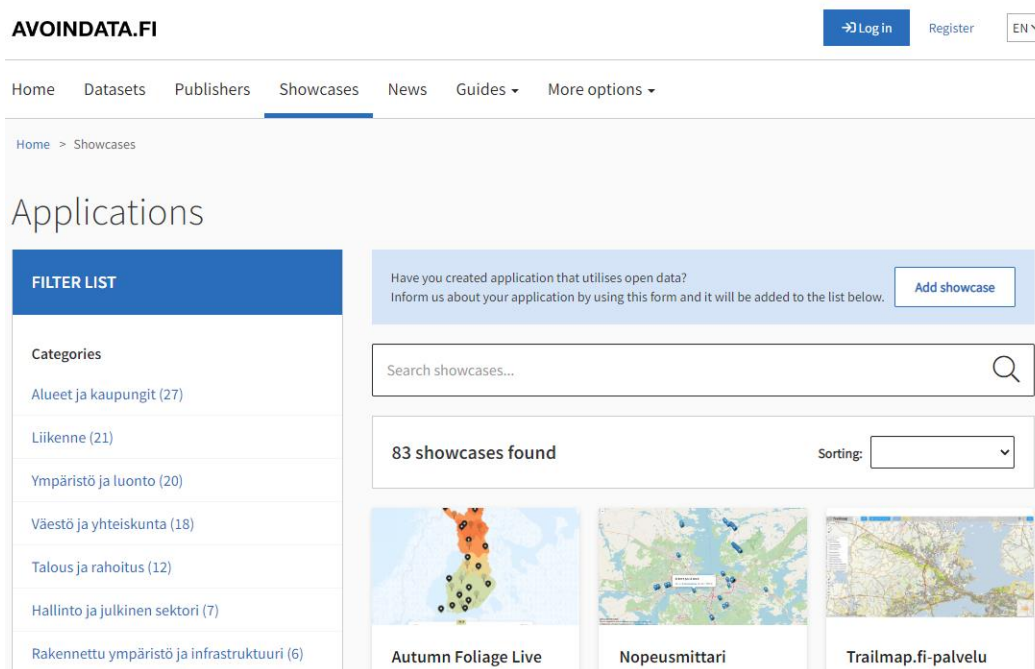 AVOINDATA.FI
Log in
Register
EN
Home
Datasets
Publishers
Showcases
News
Guides
More options
Home > Showcases
Applications
FILTER LIST
Categories
Alueet ja kaupungit (27)
Liikenne (21)
Ympäristö ja luonto (20)
Väestö ja yhteiskunta (18)
Talous ja rahoitus (12)
Hallinto ja julkinen sektori (7)
Rakennettu ympäristö ja infrastruktuuri (6)
Have you created application that utilises open data?
Inform us about your application by using this form and it will be added to the list below.
Add showcase
Search showcases...
83 showcases found
Sorting:
Autumn Foliage Live
Nopeusmittari
Trailmap.fi-palvelu